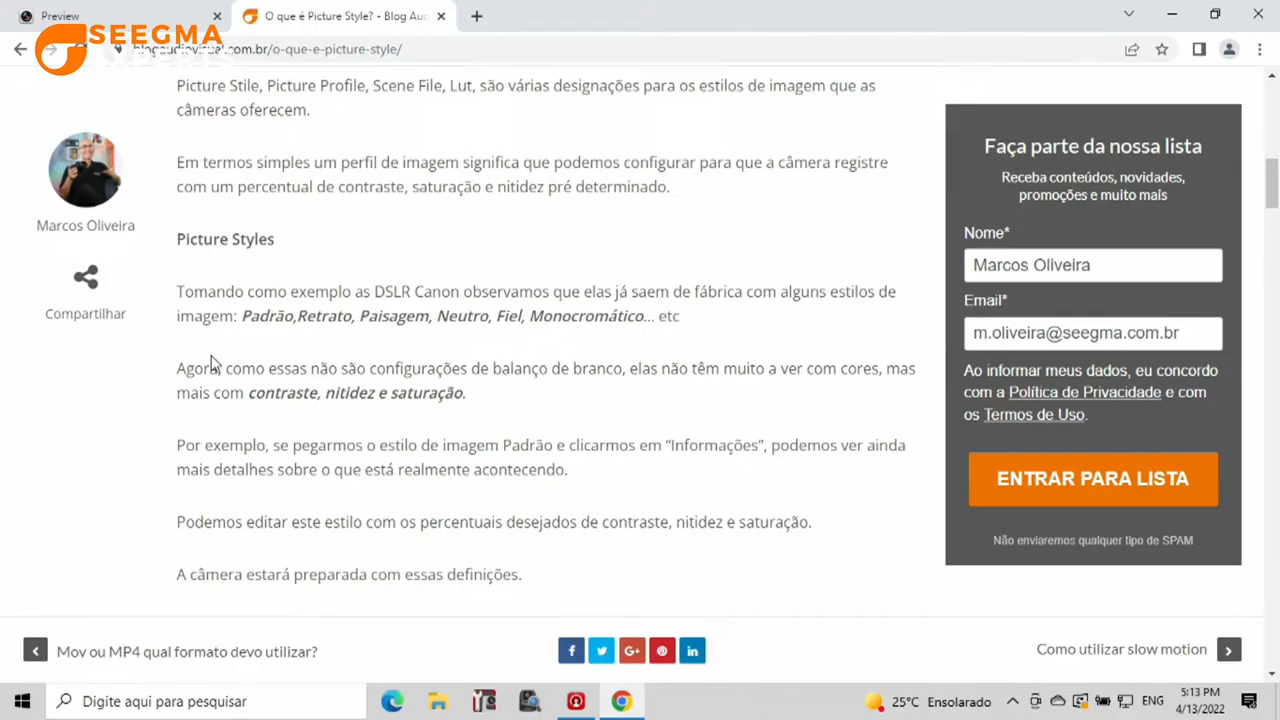 Preview
O que é Picture Style? - Blog Aud
SEEGMA
blogaudiovisual.com.br/o-que-e-picture-style/
Picture Stile, Picture Profile, Scene File, Lut, são várias designações para os estilos de imagem que as
câmeras oferecem.
Em termos simples um perfil de imagem significa que podemos configurar para que a câmera registre
com um percentual de contraste, saturação e nitidez pré determinado.
Marcos Oliveira
Compartilhar
Picture Styles
Tomando como exemplo as DSLR Canon observamos que elas já saem de fábrica com alguns estilos de
imagem: Padrão,Retrato, Paisagem, Neutro, Fiel, Monocromático... etc
Agora, como essas não são configurações de balanço de branco, elas não têm muito a ver com cores, mas
mais com contraste, nitidez e saturação.
Por exemplo, se pegarmos o estilo de imagem Padrão e clicarmos em “Informações”, podemos ver ainda
mais detalhes sobre o que está realmente acontecendo.
Podemos editar este estilo com os percentuais desejados de contraste, nitidez e saturação.
A câmera estará preparada com essas definições.
Faça parte da nossa lista
Receba conteúdos, novidades,
promoções e muito mais
Nome*
Marcos Oliveira
Email*
m.oliveira@seegma.com.br
Ao informar meus dados, eu concordo
com a Política de Privacidade e com
os Termos de Uso.
ENTRAR PARA LISTA
Não enviaremos qualquer tipo de SPAM
Mov ou MP4 qual formato devo utilizar?
Como utilizar slow motion
Digite aqui para pesquisar
25°C Ensolarado
ENG
5:13 PM
4/13/2022